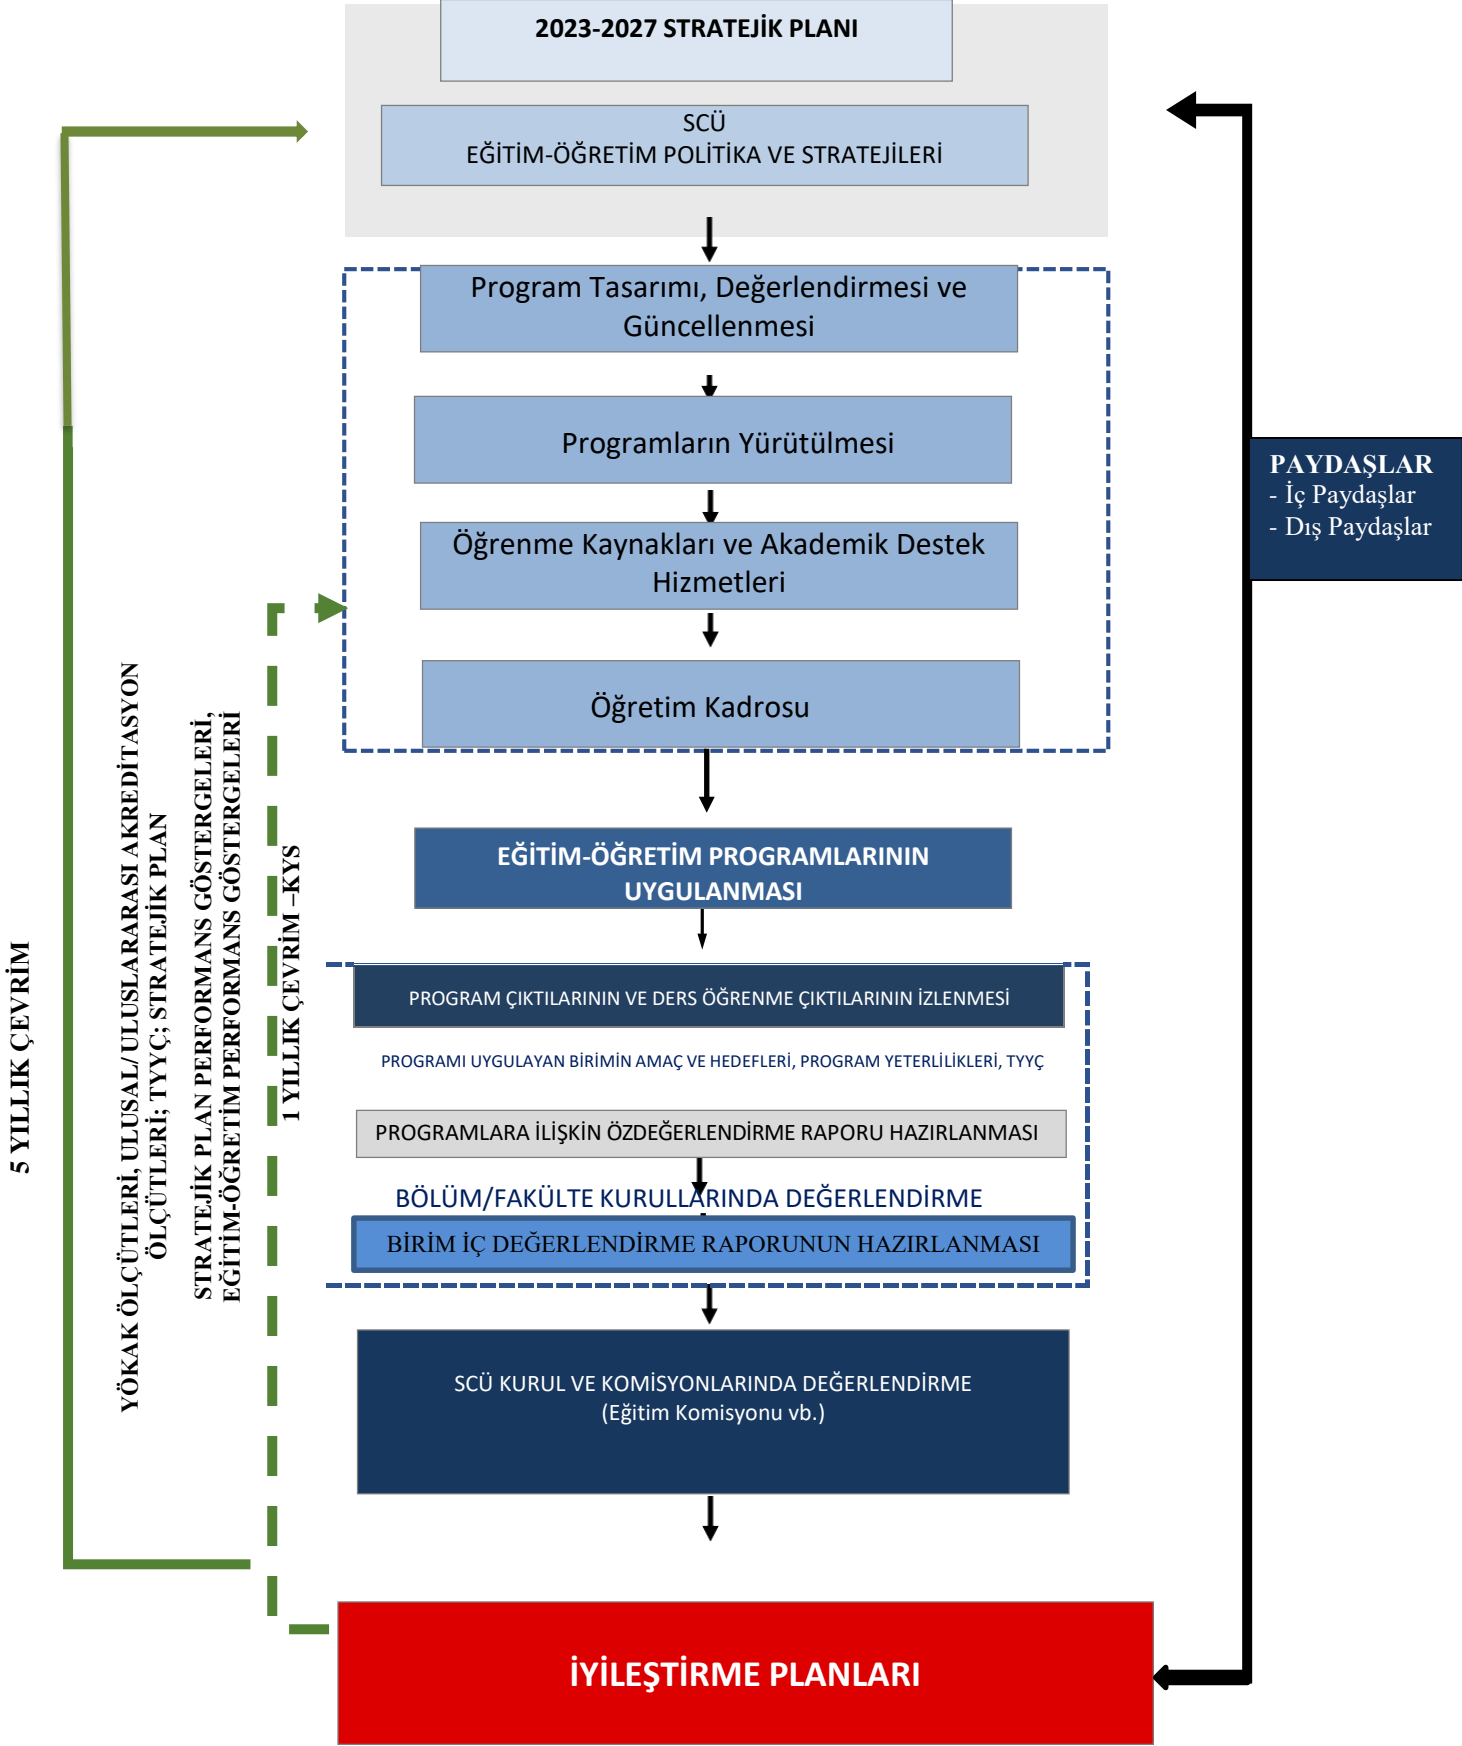 2023-2027 STRATEJİK PLANI
SCÜ
EĞİTİM-ÖĞRETİM POLİTİKA VE STRATEJİLERİ
Program Tasarımı, Değerlendirmesi ve
Güncellenmesi
Programların Yürütülmesi
Öğrenme Kaynakları ve Akademik Destek
Hizmetleri
Öğretim Kadrosu
EĞİTİM-ÖĞRETİM PROGRAMLARININ
UYGULANMASI
PROGRAM ÇIKTILARININ VE DERS ÖĞRENME ÇIKTILARININ İZLENMESİ
PROGRAMI UYGULAYAN BİRİMİN AMAÇ VE HEDEFLERİ, PROGRAM YETERLİLİKLERİ, TYYÇ
PROGRAMLARA İLİŞKİN ÖZDEĞERLENDİRME RAPORU HAZIRLANMASI
BÖLÜM/FAKÜLTE KURULLARINDA DEĞERLENDİRME
BİRİM İÇ DEĞERLENDİRME RAPORUNUN HAZIRLANMASI
SCÜ KURUL VE KOMİSYONLARINDA DEĞERLENDİRME
(Eğitim Komisyonu vb.)
İYİLEŞTİRME PLANLARI
PAYDAŞLAR
- İç Paydaşlar
- Dış Paydaşlar
5 YILLIK ÇEVRİM
YÖKAK ÖLÇÜTLERİ, ULUSAL/ULUSLARARASI AKREDİTASYON
ÖLÇÜTLERİ; TYYÇ; STRATEJİK PLAN
STRATEJİK PLAN PERFORMANS GÖSTERGELERİ,
EĞİTİM-ÖĞRETİM PERFORMANS GÖSTERGELERİ
1 YILLIK ÇEVRİM –KYS